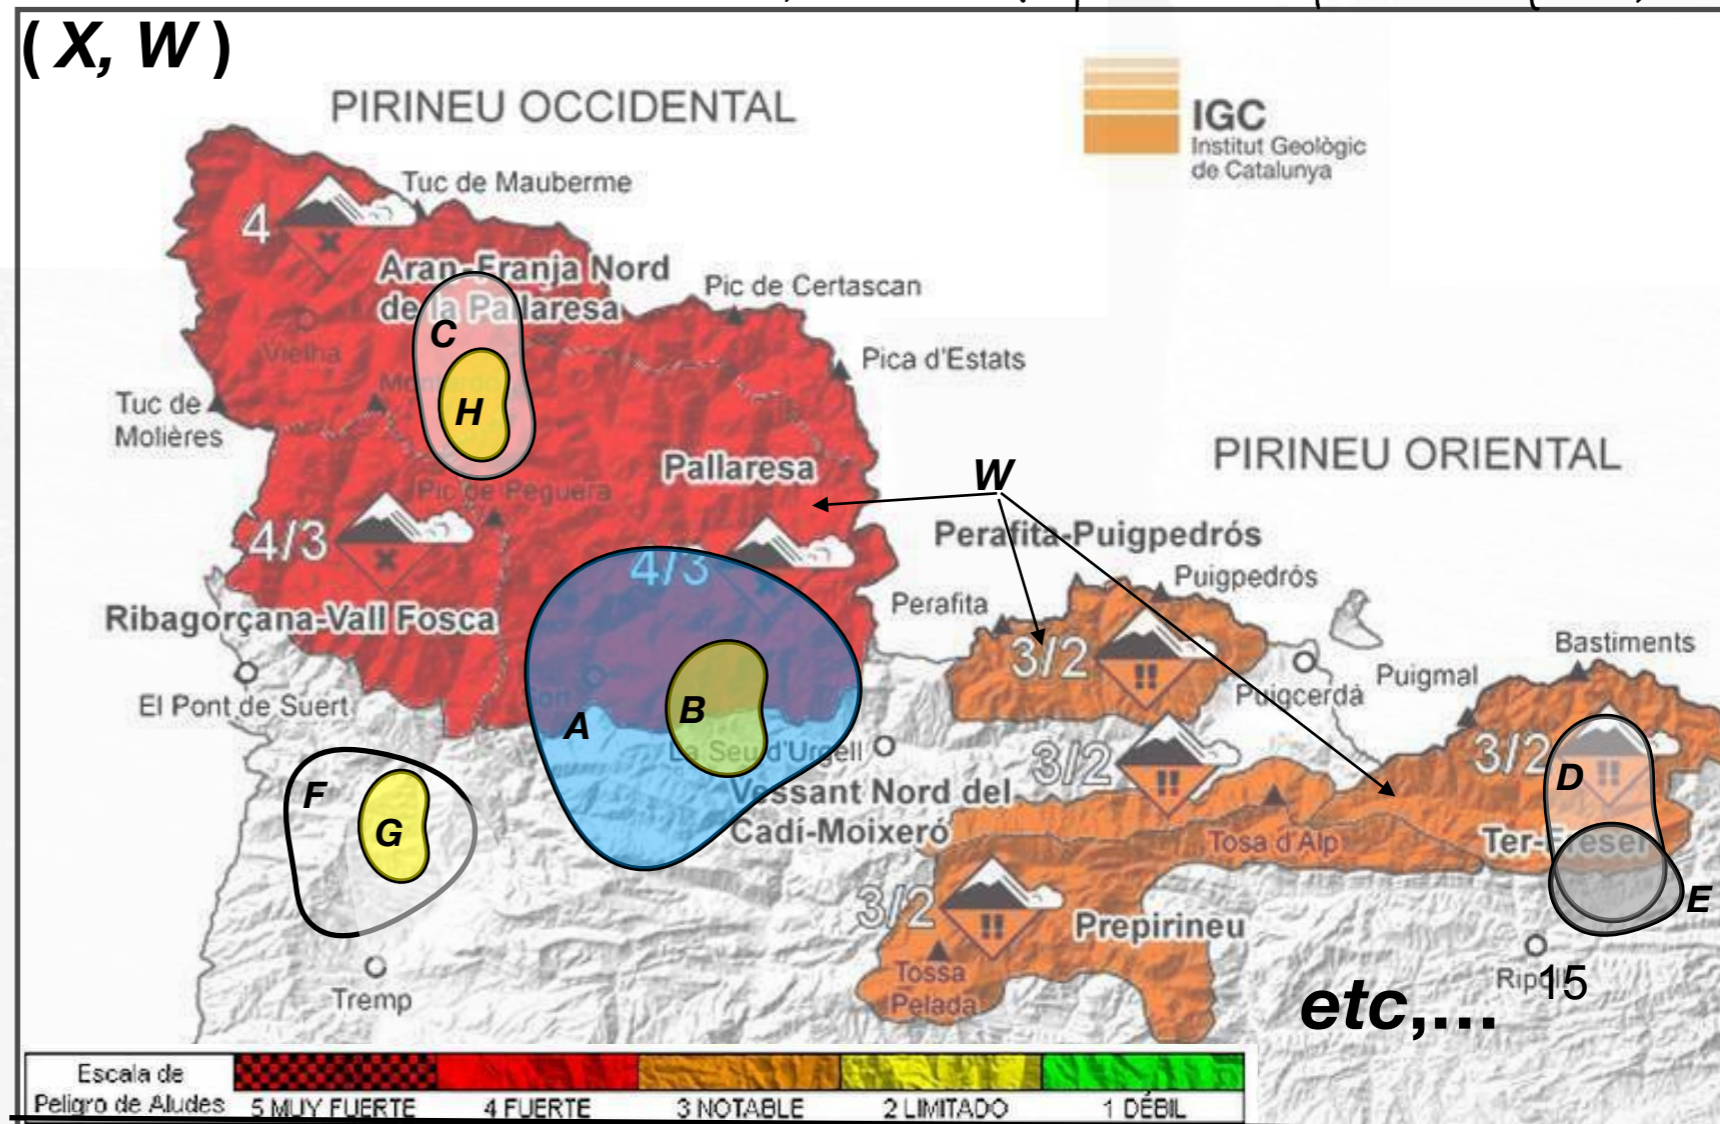 ( X, W )
PIRINEU OCCIDENTAL
IGC
Institut Geològic
de Catalunya
Tuc de Mauberme
4
Aran-Franja Nord
de la Pallaresa
Pic de Certascan
C
Vielha
Pica d'Estats
Tuc de
Molières
H
PIRINEU ORIENTAL
Pallaresa
W
Pic de Peguera
4/3
Perafita-Puigpedrós
4/3
Puigpedrós
Perafita
Ribagorçana-Vall Fosca
3/2
Bastiments
El Pont de Suert
Puigmal
Puigcerdà
Sort
B
A
La Seu d'Urgell
3/2
3/2
D
F
Vessant Nord del
Cadí-Moixeró
G
Tosa d'Alp
Ter-Freser
3/2
E
Prepirineu
Tossa
Pelada
Tremp
Ripoll
15
etc,...
Escala de
Peligro de Aludes
5 MUY FUERTE
4 FUERTE
3 NOTABLE
2 LIMITADO
1 DÉBIL